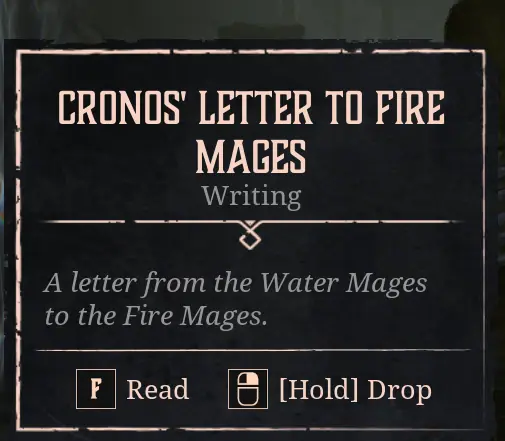 CRONOS' LETTER TO FIRE
MAGES
Writing
A letter from the Water Mages
to the Fire Mages.
F Read [Hold] Drop